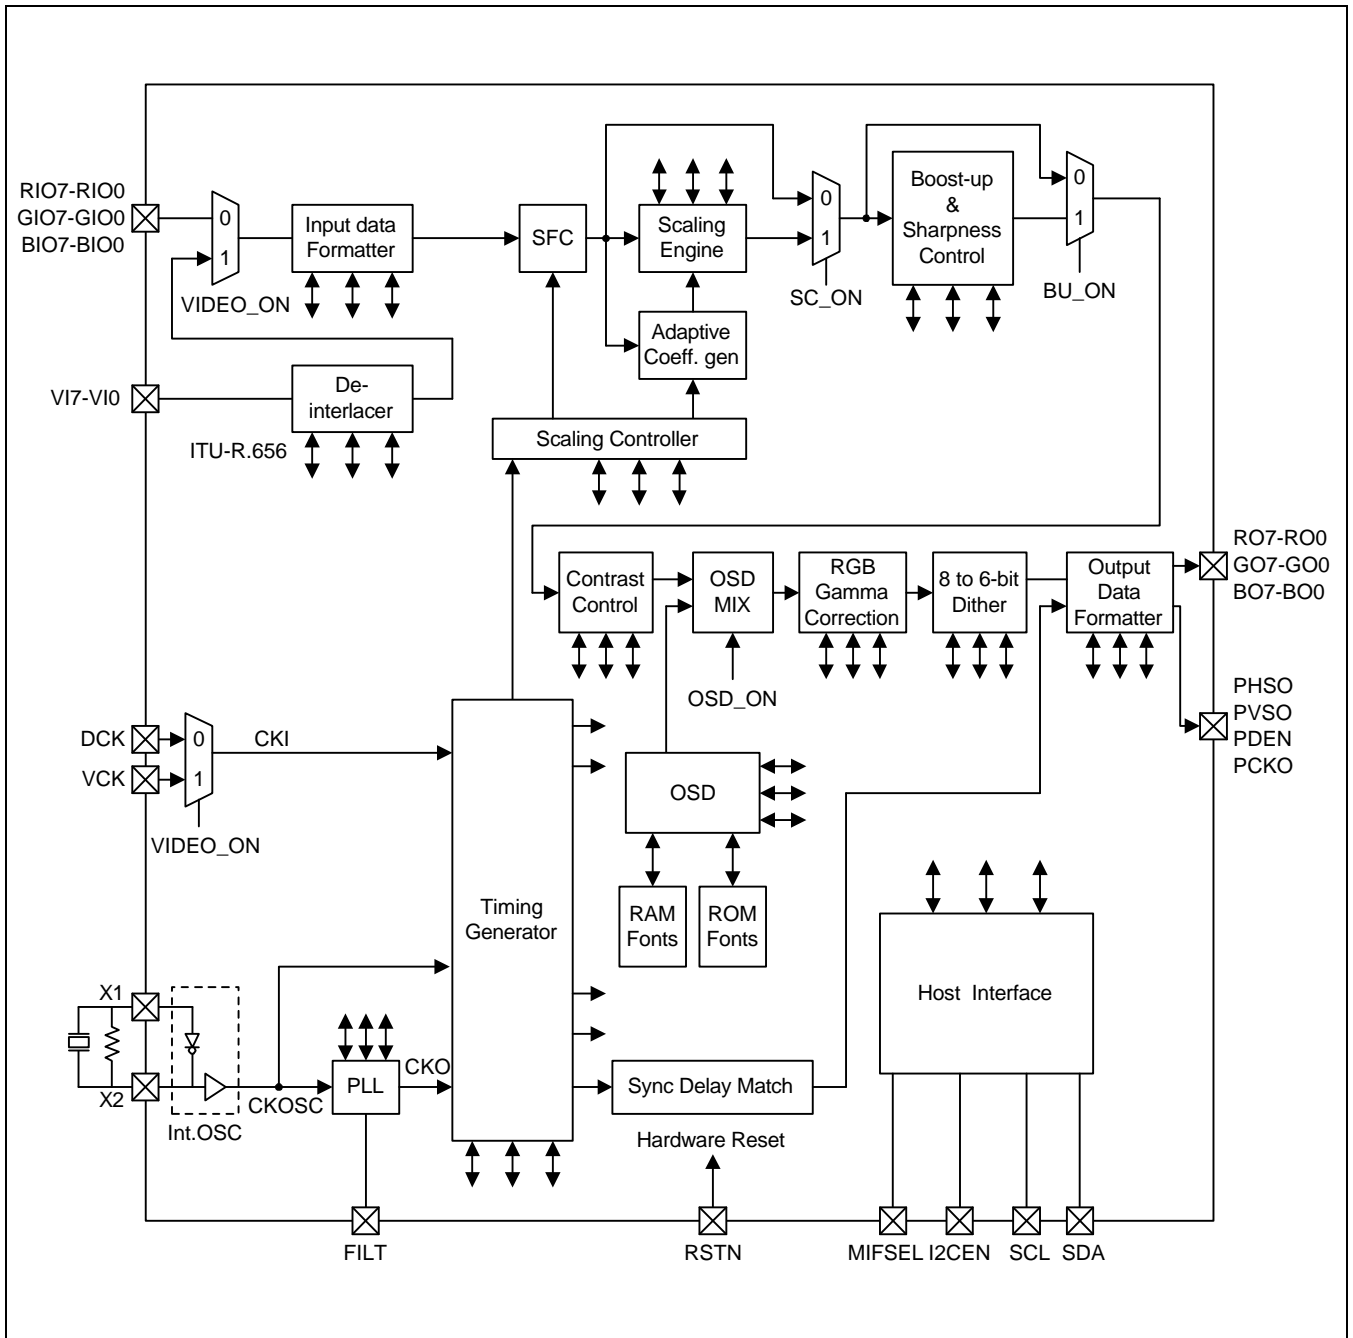 RIO7-RIO0
GIO7-GIO0
BIO7-BIO0
0
1
VIDEO_ON
Input data
Formatter
SFC
Scaling
Engine
0
1
SC_ON
Boost-up
&
Sharpness
Control
0
1
BU_ON
Adaptive
Coeff. gen
VI7-VI0
De-
interlacer
ITU-R.656
Scaling Controller
Contrast
Control
OSD
MIX
OSD_ON
RGB
Gamma
Correction
8 to 6-bit
Dither
Output
Data
Formatter
RO7-RO0
GO7-GO0
BO7-BO0
PHSO
PVSO
PDEN
PCKO
DCK
VCK
0
1
CKI
VIDEO_ON
Timing
Generator
OSD
RAM
Fonts
ROM
Fonts
Host Interface
X1
X2
Int.OSC
CKOSC
PLL
CKO
Sync Delay Match
Hardware Reset
FILT
RSTN
MIFSEL
I2CEN
SCL
SDA